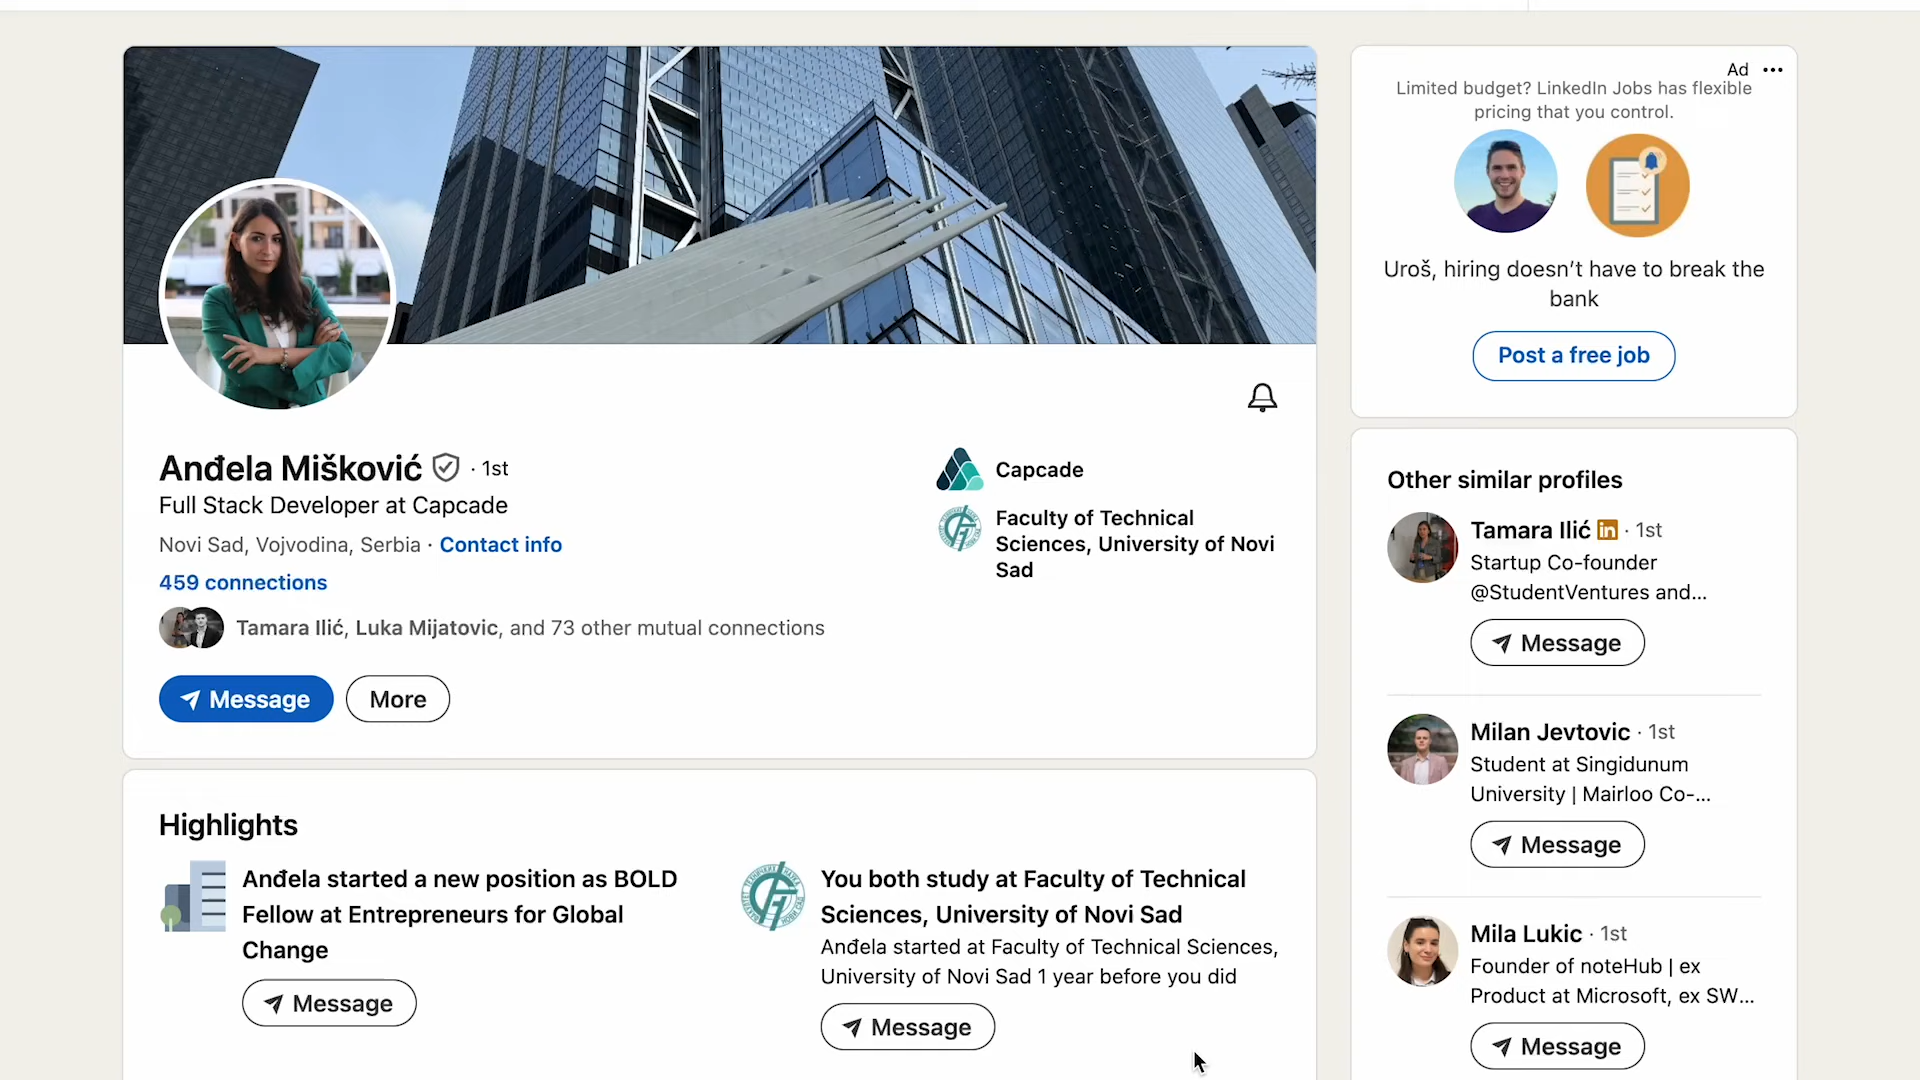 Anđela Mišković · 1st
Full Stack Developer at Capcade
Novi Sad, Vojvodina, Serbia · Contact info
459 connections
Tamara Ilić, Luka Mijatovic, and 73 other mutual connections
Message
More
Capcade
Faculty of Technical
Sciences, University of Novi
Sad
Highlights
Anđela started a new position as BOLD
Fellow at Entrepreneurs for Global
Change
Message
You both study at Faculty of Technical
Sciences, University of Novi Sad
Anđela started at Faculty of Technical Sciences,
University of Novi Sad 1 year before you did
Message
Ad
Limited budget? LinkedIn Jobs has flexible
pricing that you control.
Uroš, hiring doesn’t have to break the
bank
Post a free job
Other similar profiles
Tamara Ilić in · 1st
Startup Co-founder
@StudentVentures and...
Message
Milan Jevtovic · 1st
Student at Singidunum
University | Mairloo Co-...
Message
Mila Lukic · 1st
Founder of noteHub | ex
Product at Microsoft, ex SW...
Message